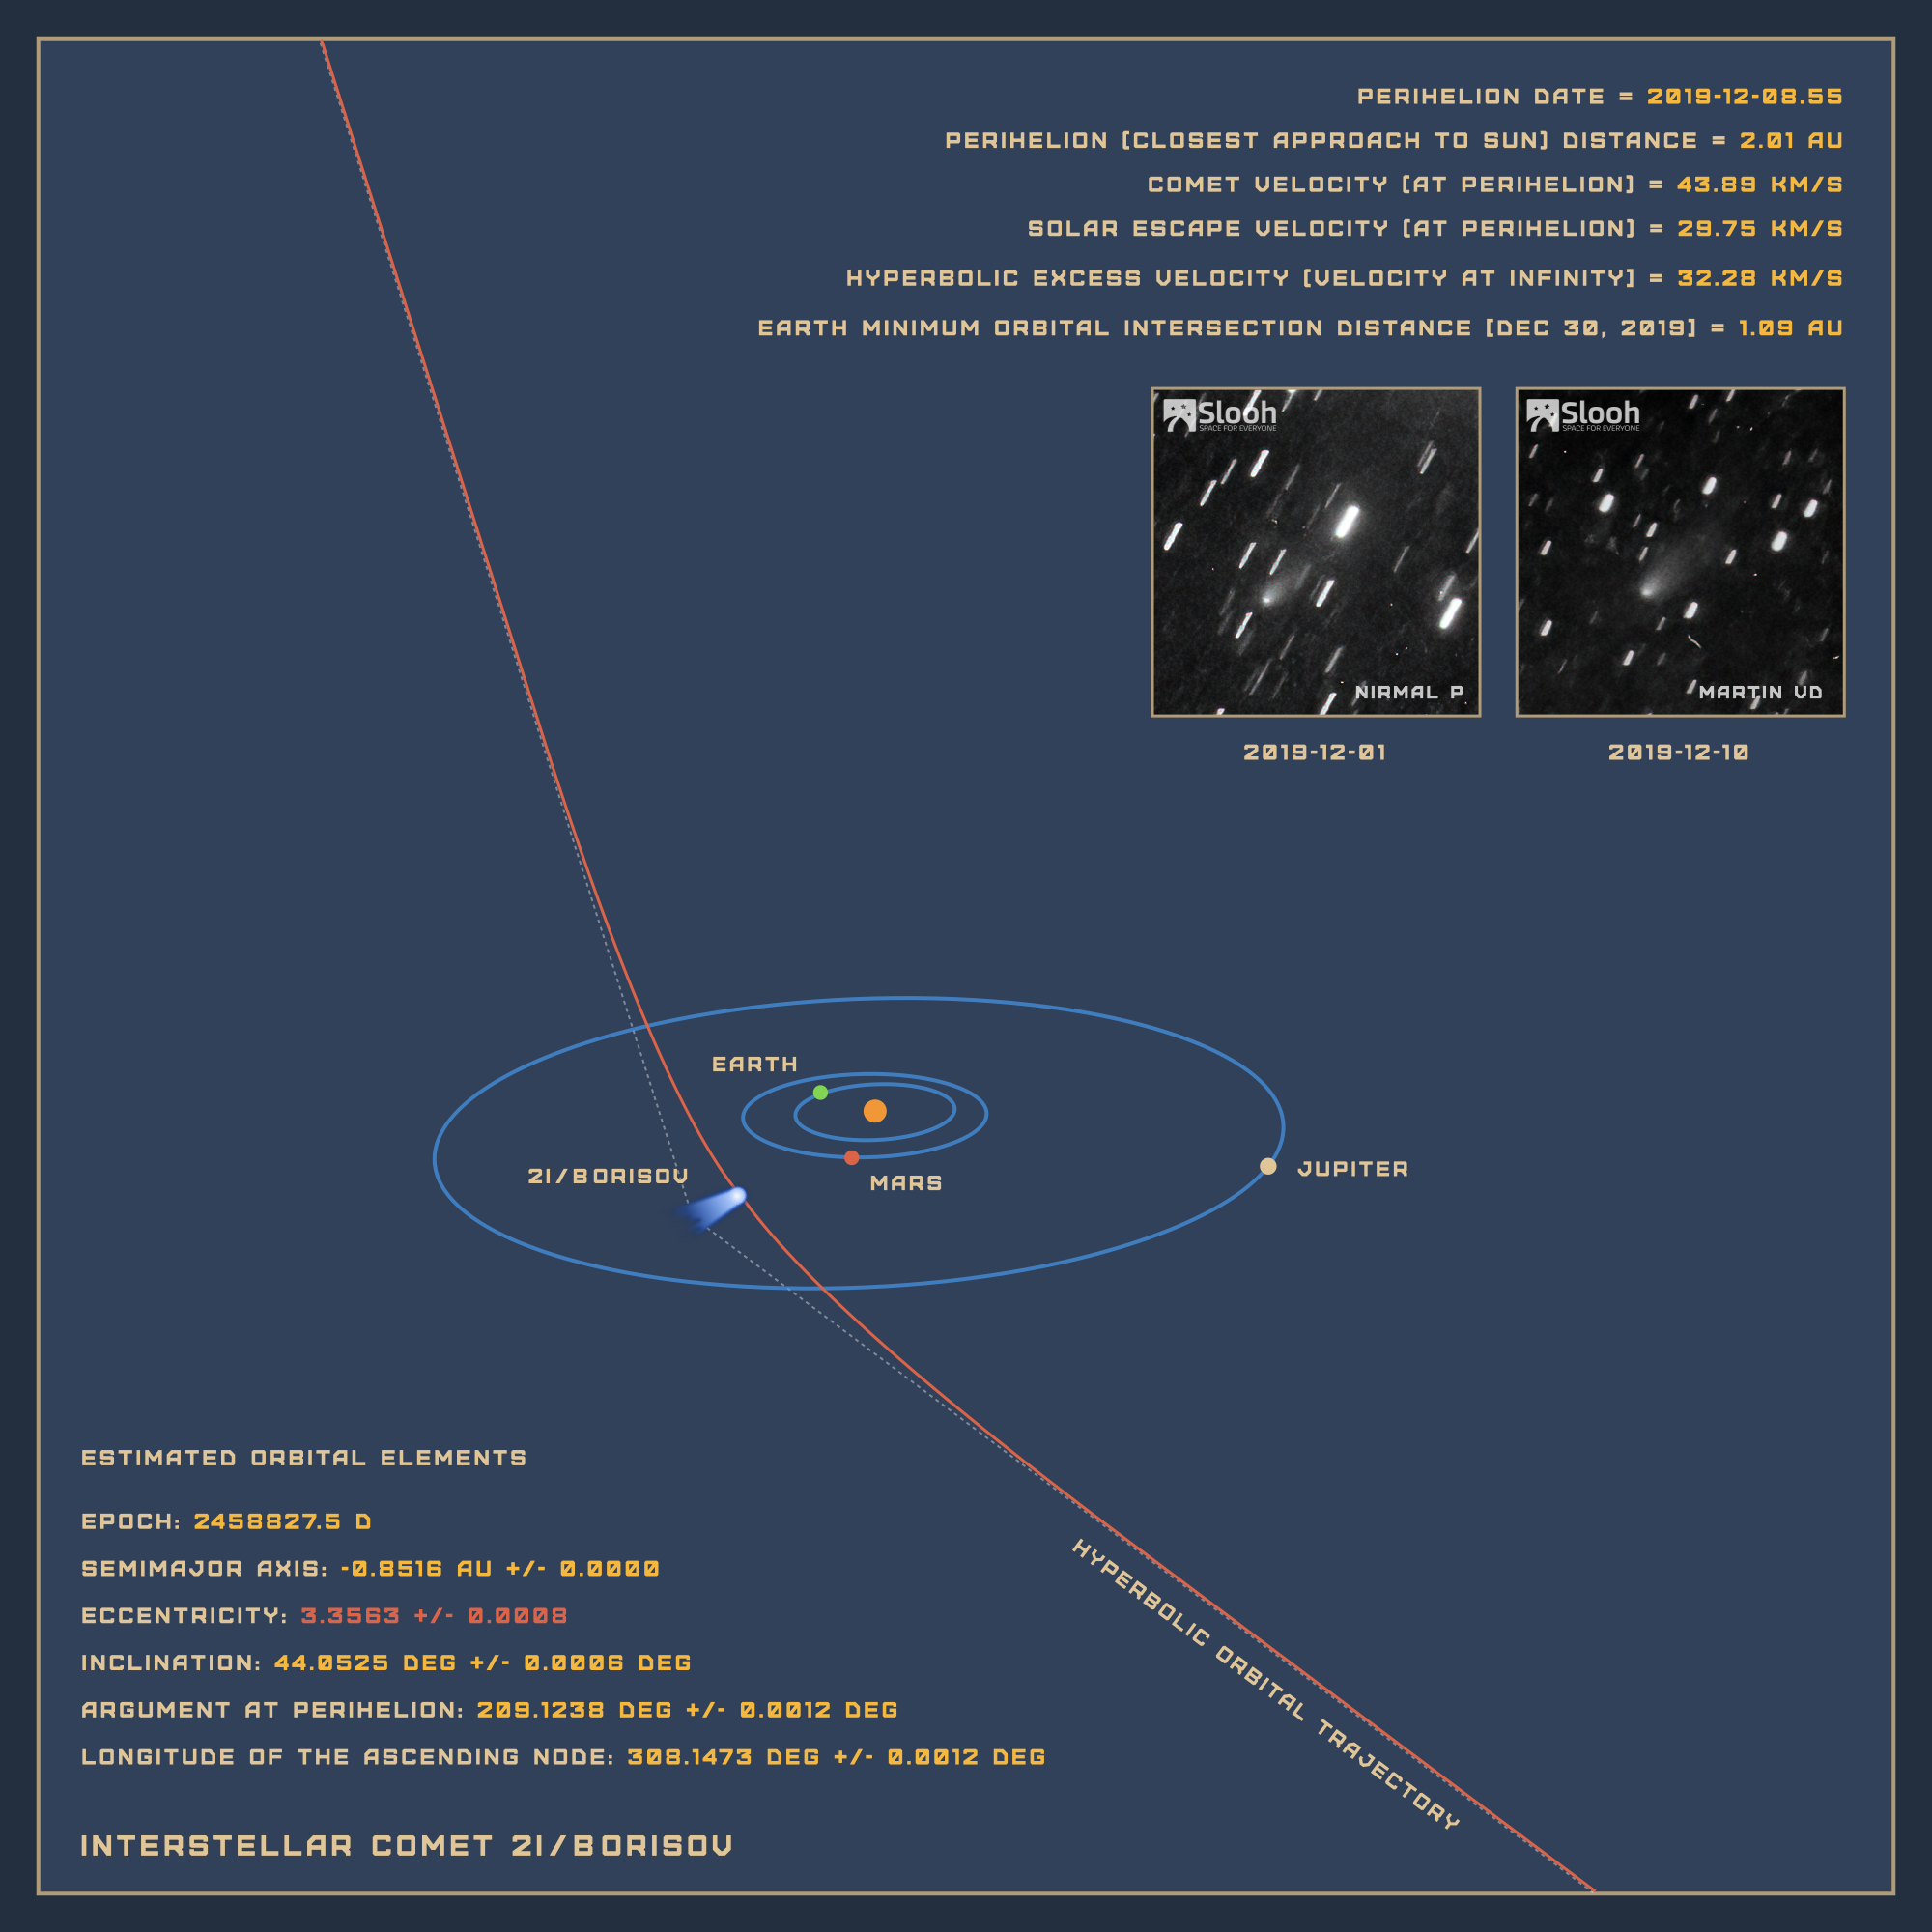 PERIHELION DATE = 2019-12-08.55
PERIHELION [CLOSEST APPROACH TO SUN] DISTANCE = 2.01 AU
COMET VELOCITY [AT PERIHELION] = 43.89 KM/S
SOLAR ESCAPE VELOCITY [AT PERIHELION] = 29.75 KM/S
HYPERBOLIC EXCESS VELOCITY [VELOCITY AT INFINITY] = 32.28 KM/S
EARTH MINIMUM ORBITAL INTERSECTION DISTANCE [DEC 30, 2019] = 1.09 AU
Slooh
SPACE FOR EVERYONE
NIRMAL P
2019-12-01
Slooh
SPACE FOR EVERYONE
MARTIN VD
2019-12-10
EARTH
2I/BORISOV
MARS
JUPITER
HYPERBOLIC ORBITAL TRAJECTORY
ESTIMATED ORBITAL ELEMENTS
EPOCH: 2458827.5 D
SEMIMAJOR AXIS: -0.8516 AU +/- 0.0000
ECCENTRICITY: 3.3563 +/- 0.0008
INCLINATION: 44.0525 DEG +/- 0.0006 DEG
ARGUMENT AT PERIHELION: 209.1238 DEG +/- 0.0012 DEG
LONGITUDE OF THE ASCENDING NODE: 308.1473 DEG +/- 0.0012 DEG
INTERSTELLAR COMET 2I/BORISOV